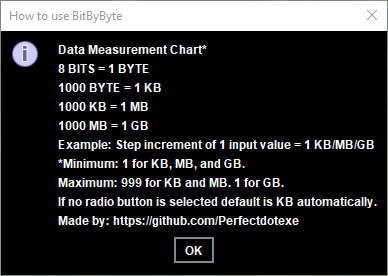 How to use BitByByte
Data Measurement Chart*
8 BITS = 1 BYTE
1000 BYTE = 1 KB
1000 KB = 1 MB
1000 MB = 1 GB
Example: Step increment of 1 input value = 1 KB/MB/GB
*Minimum: 1 for KB, MB, and GB.
Maximum: 999 for KB and MB. 1 for GB.
If no radio button is selected default is KB automatically.
Made by: https://github.com/Perfectdotexe
OK